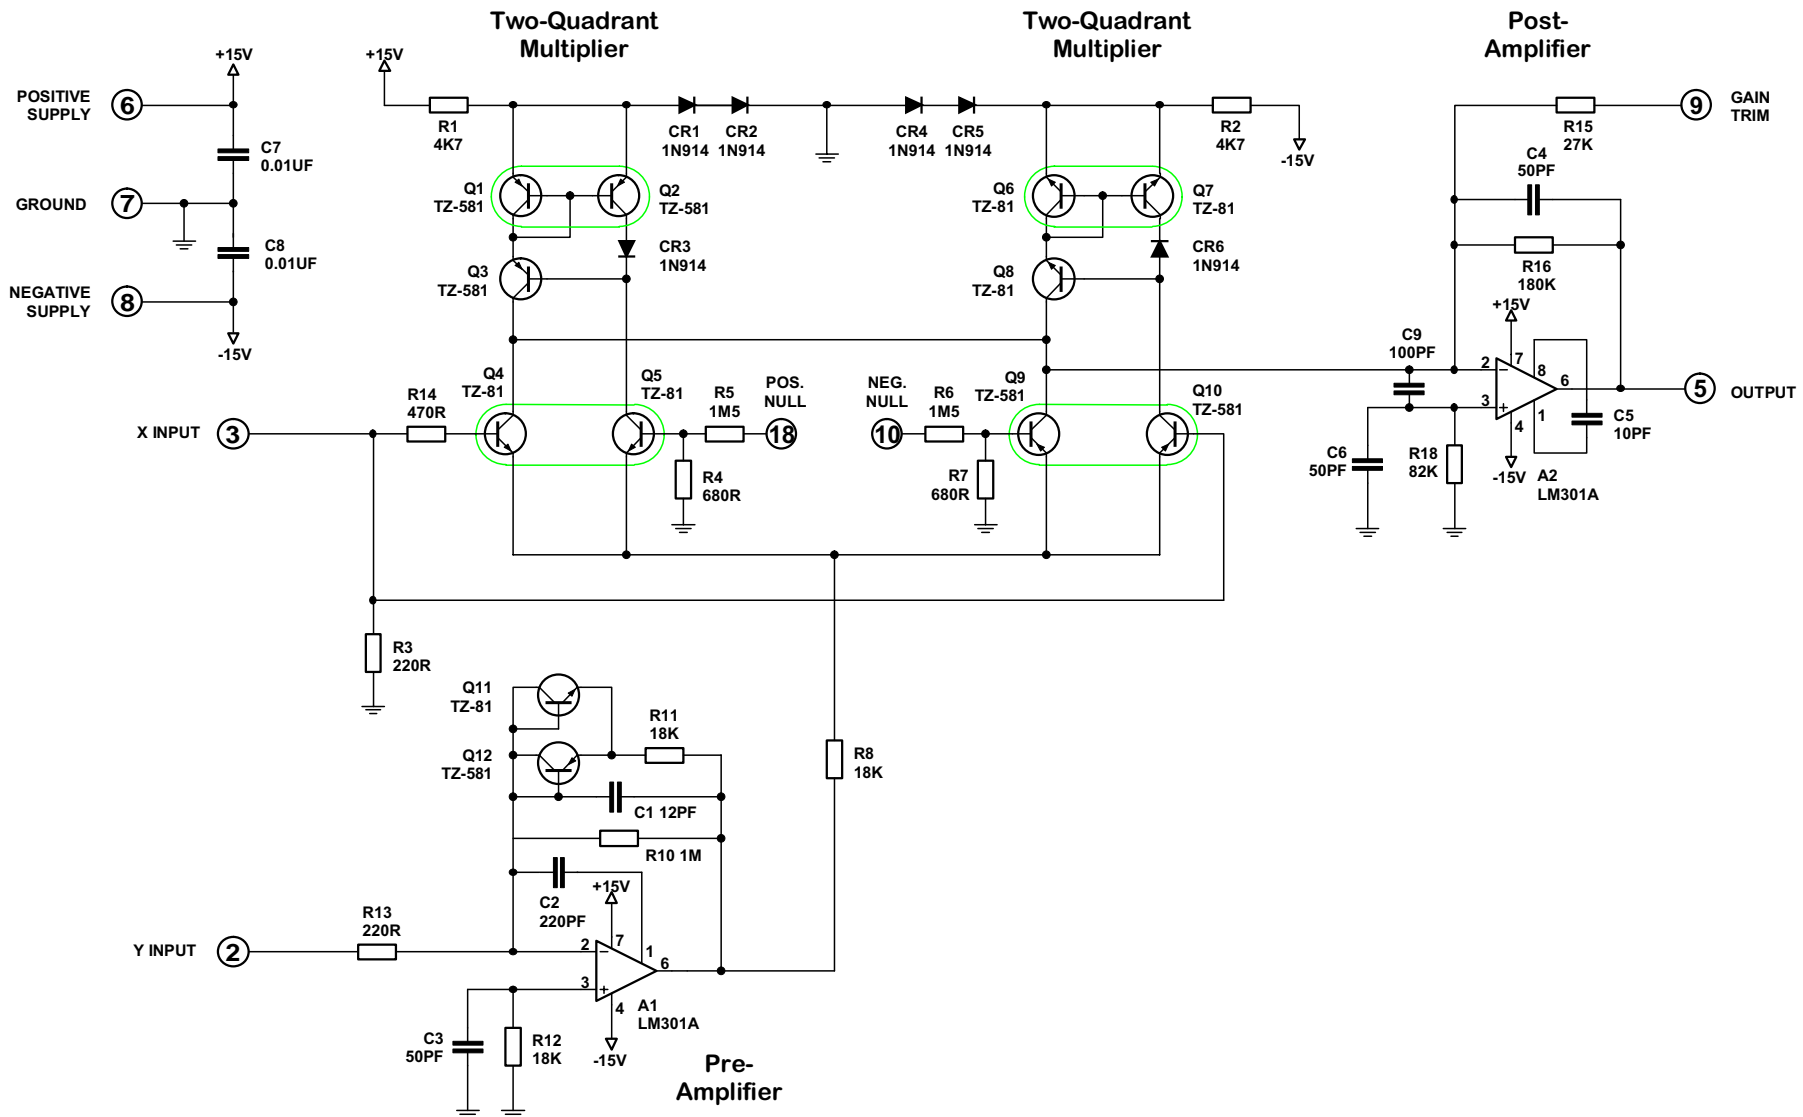 Two-Quadrant
Multiplier
Two-Quadrant
Multiplier
Post-
Amplifier
+15V
POSITIVE
SUPPLY
6
C7
0.01UF
GROUND
7
C8
0.01UF
NEGATIVE
SUPPLY
8
-15V
+15V
R1
4K7
CR1
1N914
CR2
1N914
CR4
1N914
CR5
1N914
R2
4K7
-15V
Q1
TZ-581
Q2
TZ-581
CR3
1N914
Q3
TZ-581
Q6
TZ-81
Q7
TZ-81
CR6
1N914
Q8
TZ-81
Q4
TZ-81
Q5
TZ-81
R5
1M5
POS.
NULL
18
R4
680R
NEG.
NULL
10
R6
1M5
R7
680R
Q9
TZ-581
Q10
TZ-581
X INPUT
3
R14
470R
R3
220R
R15
27K
9
GAIN
TRIM
C4
50PF
R16
180K
+15V
C9
100PF
2
3
7
8
6
1
4
-
+
5
OUTPUT
C5
10PF
C6
50PF
R18
82K
-15V
A2
LM301A
Q11
TZ-81
Q12
TZ-581
R11
18K
C1 12PF
R10 1M
R8
18K
C2
220PF
+15V
Y INPUT
2
R13
220R
2
3
7
1
6
4
-
+
A1
LM301A
-15V
C3
50PF
R12
18K
Pre-
Amplifier